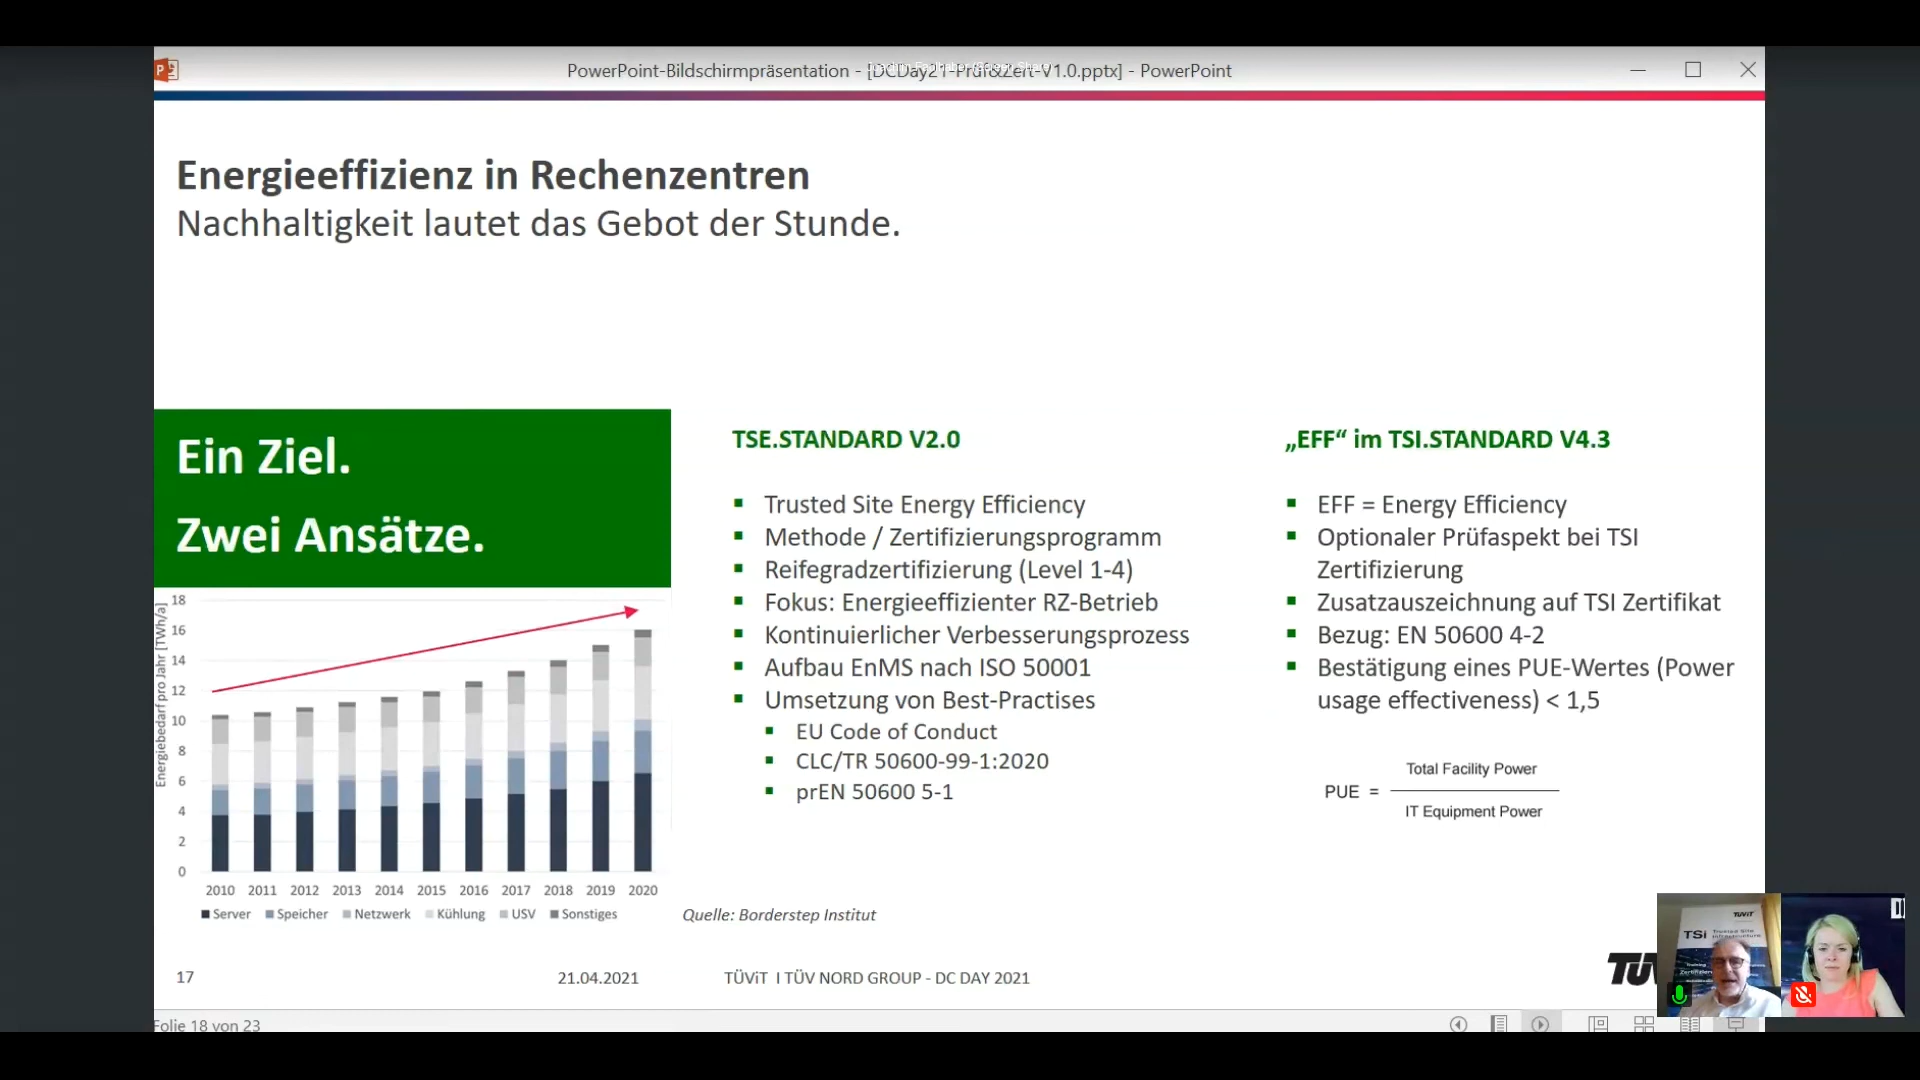 PowerPoint-Bildschirmpräsentation - [DCDay21-Prüf&Zert-V1.0.pptx] - PowerPoint
Energieeffizienz in Rechenzentren
Nachhaltigkeit lautet das Gebot der Stunde.
Ein Ziel.
Zwei Ansätze.
Energiebedarf pro Jahr [TWh/a]
18
16
14
12
10
8
6
4
2
0
2010 2011 2012 2013 2014 2015 2016 2017 2018 2019 2020
Server Speicher Netzwerk Kühlung USV Sonstiges
Quelle: Borderstep Institut
TSE.STANDARD V2.0
Trusted Site Energy Efficiency
Methode / Zertifizierungsprogramm
Reifegradzertifizierung (Level 1-4)
Fokus: Energieeffizienter RZ-Betrieb
Kontinuierlicher Verbesserungsprozess
Aufbau EnMS nach ISO 50001
Umsetzung von Best-Practises
EU Code of Conduct
CLC/TR 50600-99-1:2020
prEN 50600 5-1
„EFF“ im TSI.STANDARD V4.3
EFF = Energy Efficiency
Optionaler Prüfaspekt bei TSI
Zertifizierung
Zusatzauszeichnung auf TSI Zertifikat
Bezug: EN 50600 4-2
Bestätigung eines PUE-Wertes (Power
usage effectiveness) < 1,5
PUE =
Total Facility Power
IT Equipment Power
17
21.04.2021
TÜViT I TÜV NORD GROUP - DC DAY 2021
TÜViT
TSi Trusted Site
Infrastructure
Folie 18 von 23